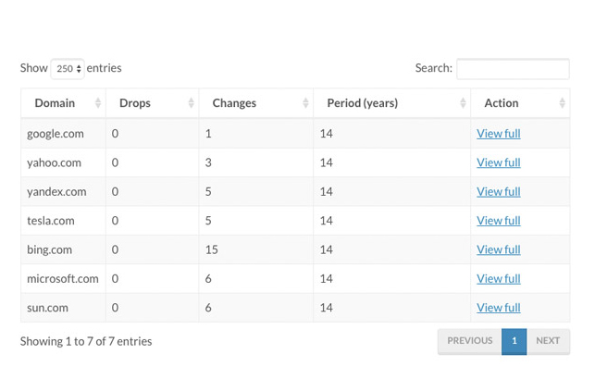 Show 250 entries Search:
Domain Drops Changes Period (years) Action
google.com 0 1 14 View full
yahoo.com 0 3 14 View full
yandex.com 0 5 14 View full
tesla.com 0 5 14 View full
bing.com 0 15 14 View full
microsoft.com 0 6 14 View full
sun.com 0 6 14 View full
Showing 1 to 7 of 7 entries PREVIOUS 1 NEXT